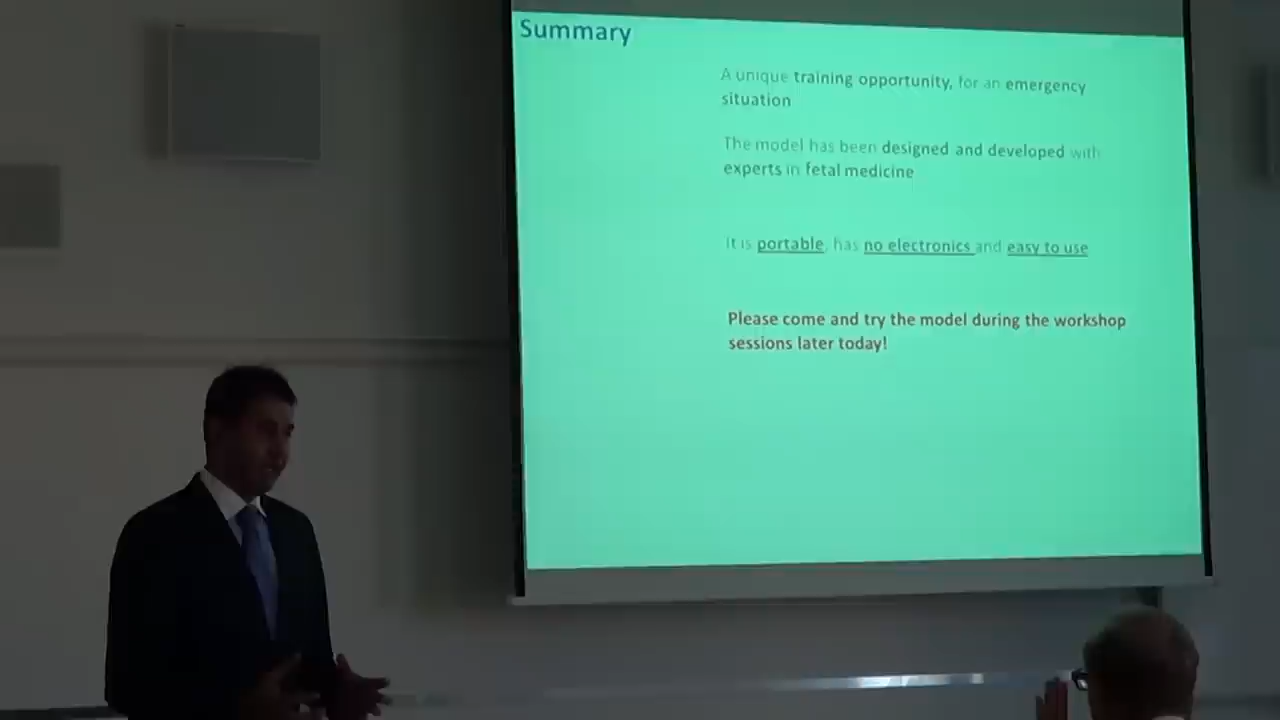 Summary
A unique training opportunity, for an emergency
situation
The model has been designed and developed with
experts in fetal medicine
It is portable, has no electronics and easy to use
Please come and try the model during the workshop
sessions later today!